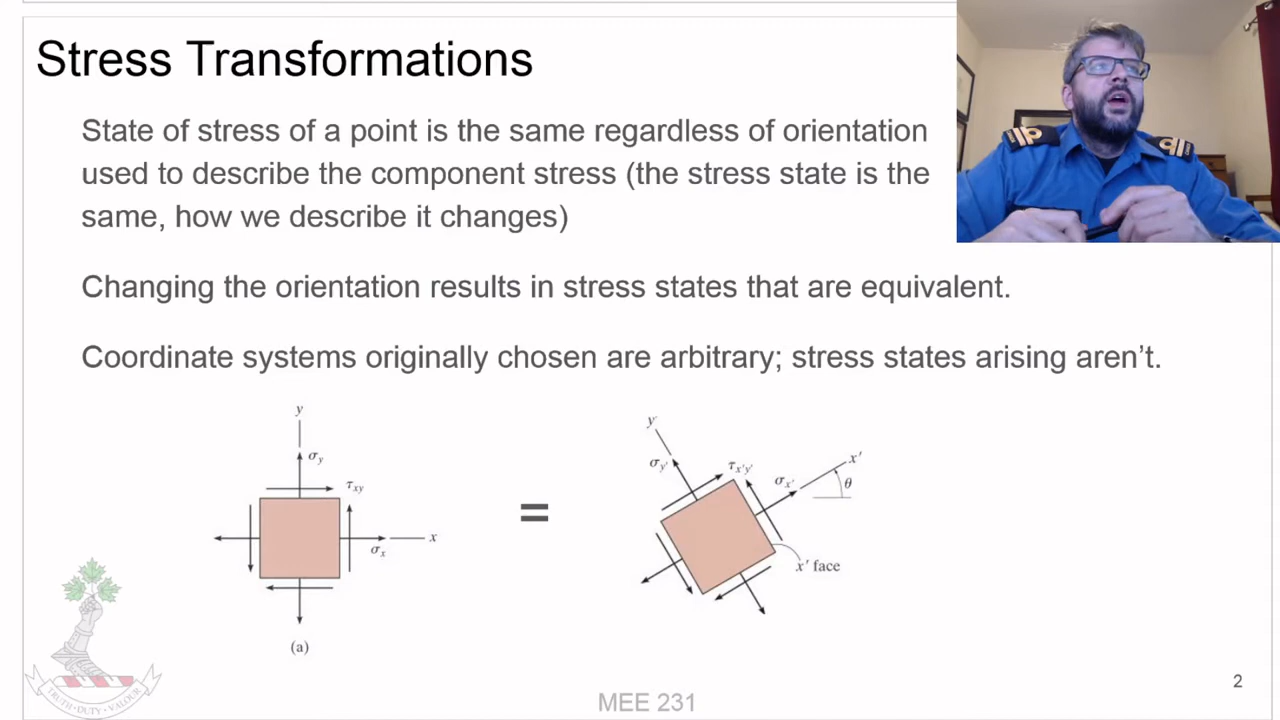 Stress Transformations
State of stress of a point is the same regardless of orientation
used to describe the component stress (the stress state is the
same, how we describe it changes)
Changing the orientation results in stress states that are equivalent.
Coordinate systems originally chosen are arbitrary; stress states arising aren't.
y
σy
τxy
σx
x
(a)
=
y'
σy'
τx'y'
σx'
x'
θ
x' face
TRUTH · DUTY · VALOUR
MEE 231
2